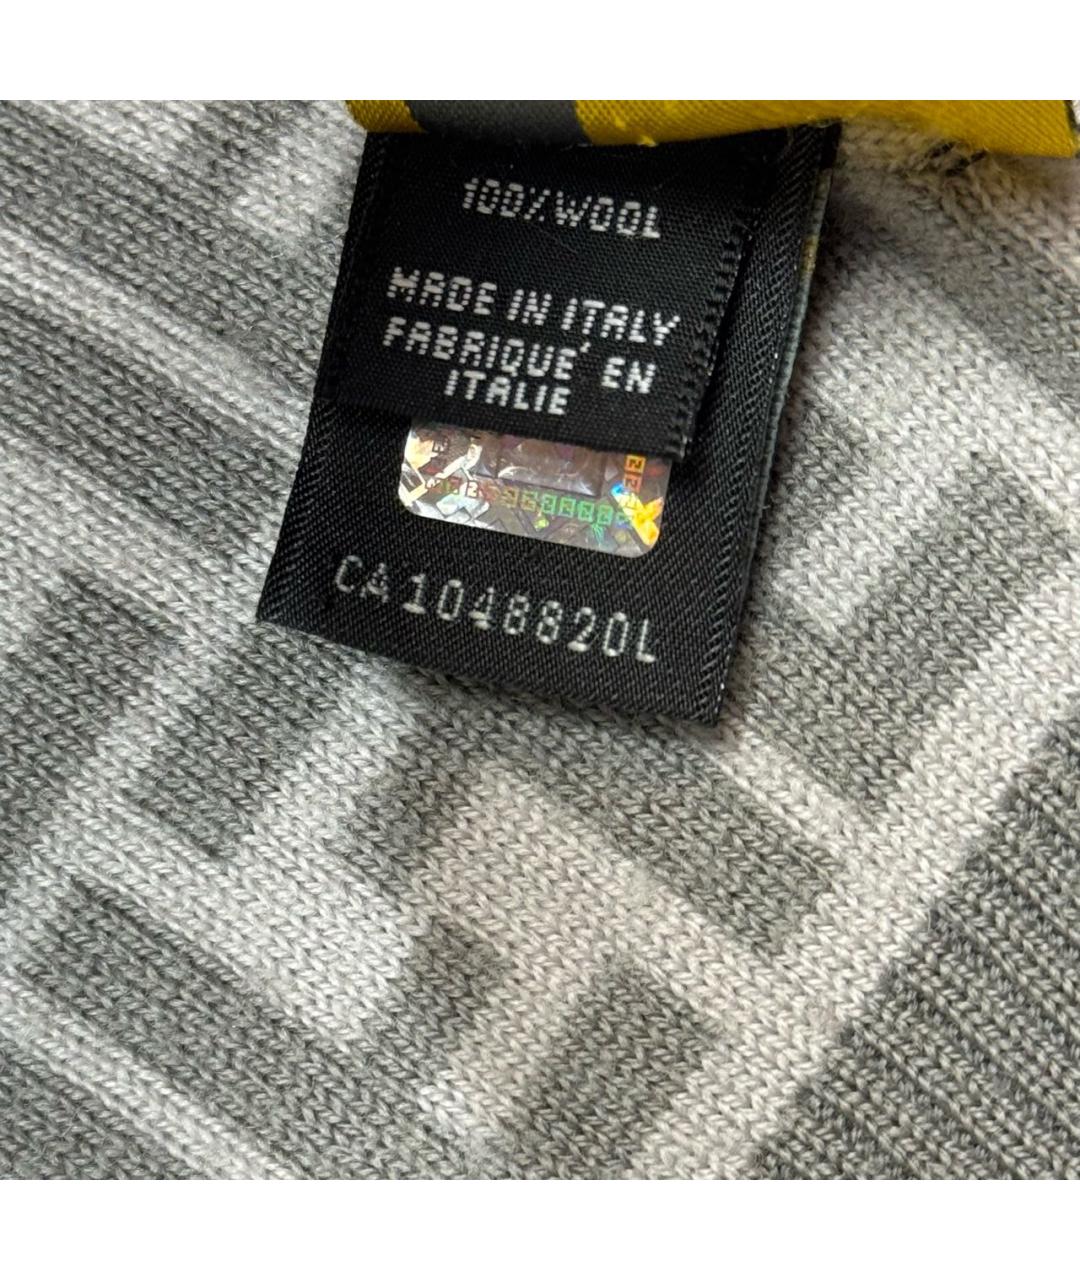 100%WOOL
MADE IN ITALY
FABRIQUE' EN
ITALIE
CA1048820L